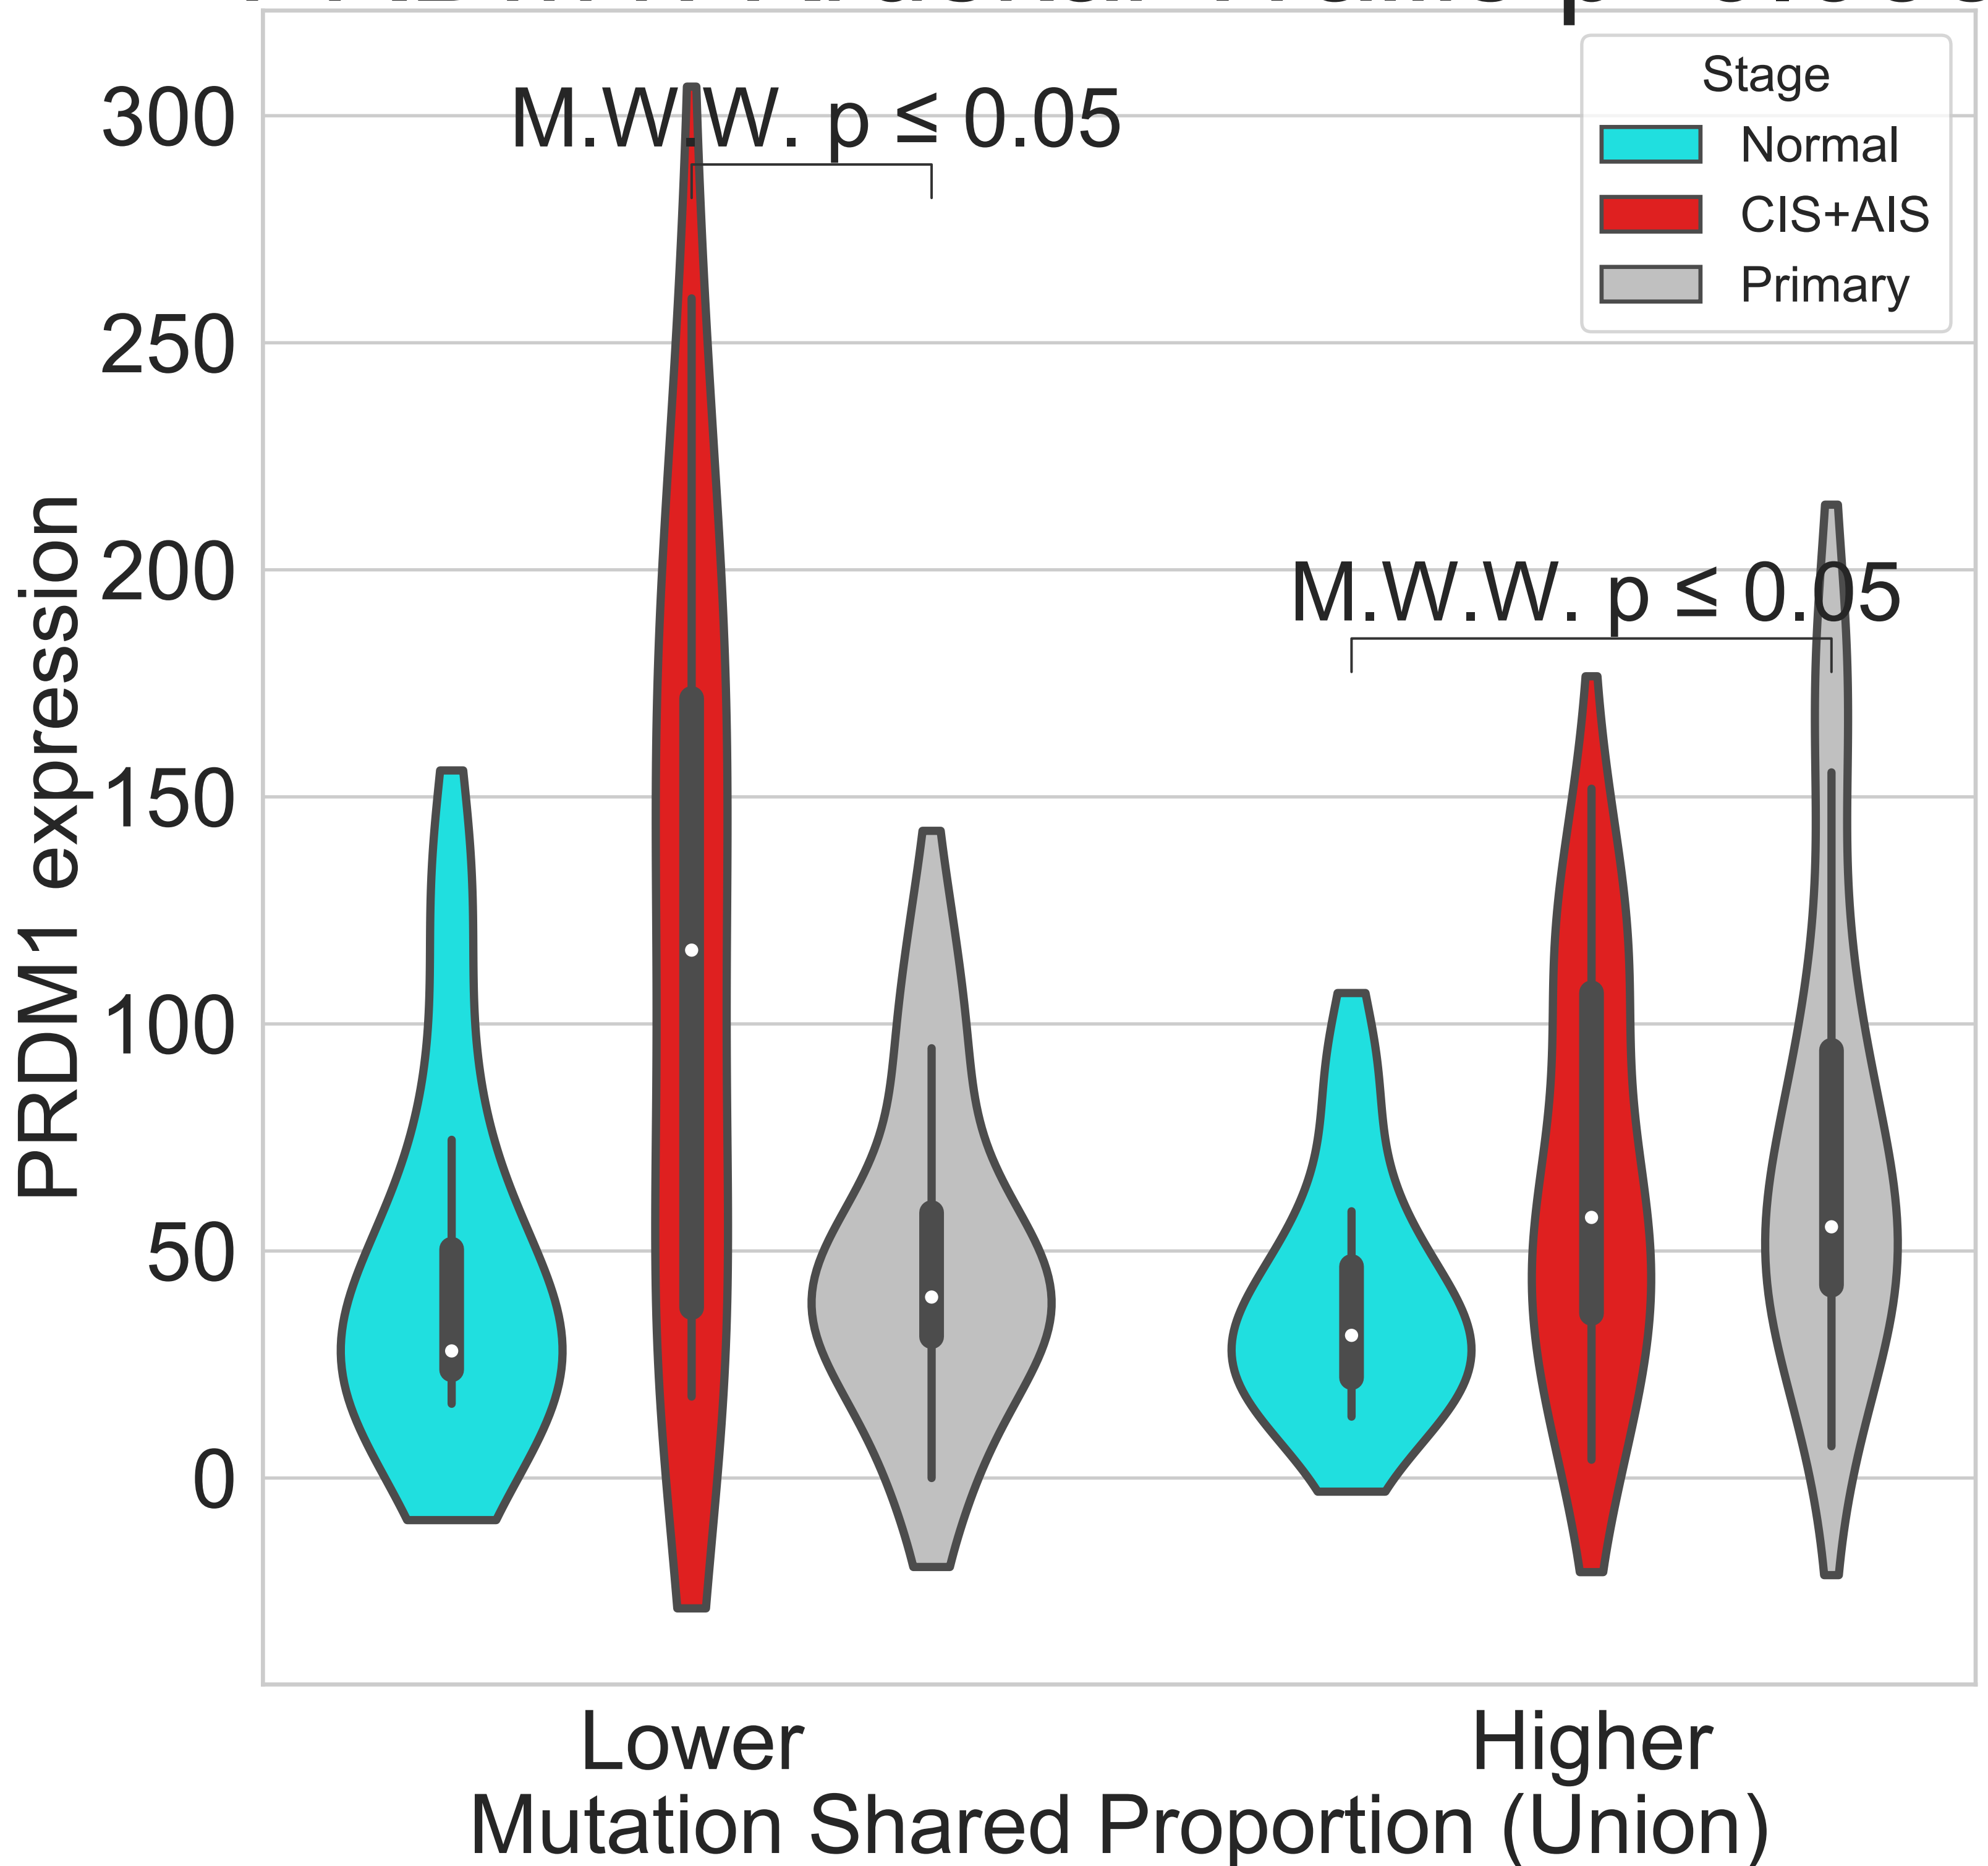 Stage
Normal
CIS+AIS
Primary
M.W.W. p ≤ 0.05
M.W.W. p ≤ 0.05
300
250
200
150
100
50
0
PRDM1 expression
Lower
Higher
Mutation Shared Proportion (Union)